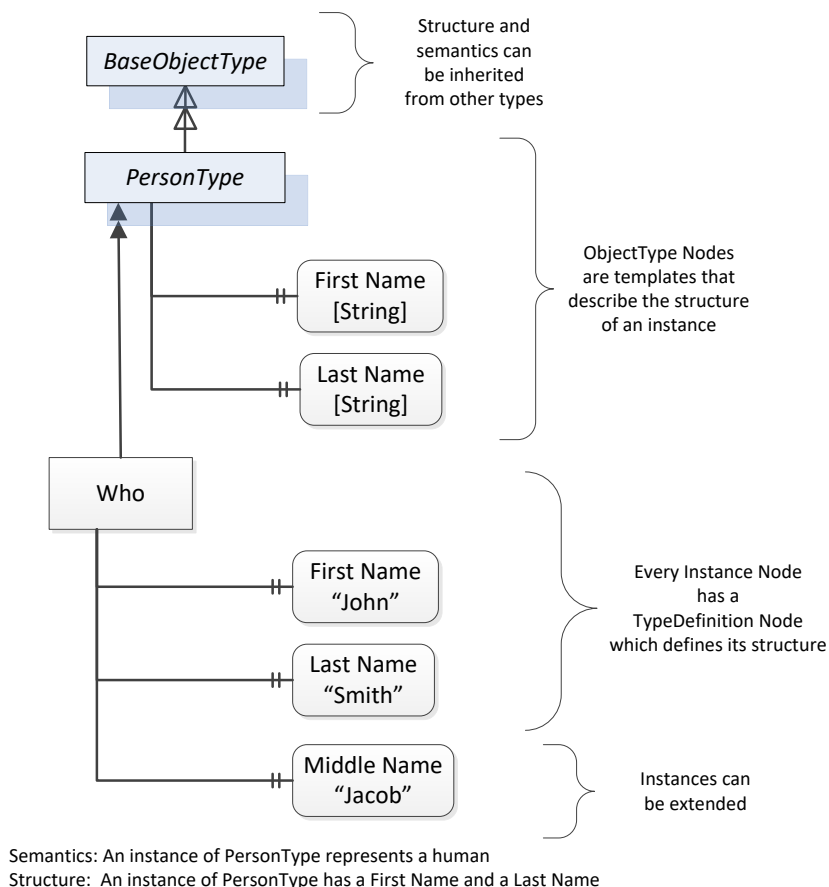 BaseObjectType
Structure and
semantics can
be inherited
from other types
PersonType
First Name
[String]
Last Name
[String]
ObjectType Nodes
are templates that
describe the structure
of an instance
Who
First Name
“John”
Last Name
“Smith”
Every Instance Node
has a
TypeDefinition Node
which defines its structure
Middle Name
“Jacob”
Instances can
be extended
Semantics: An instance of PersonType represents a human
Structure: An instance of PersonType has a First Name and a Last Name